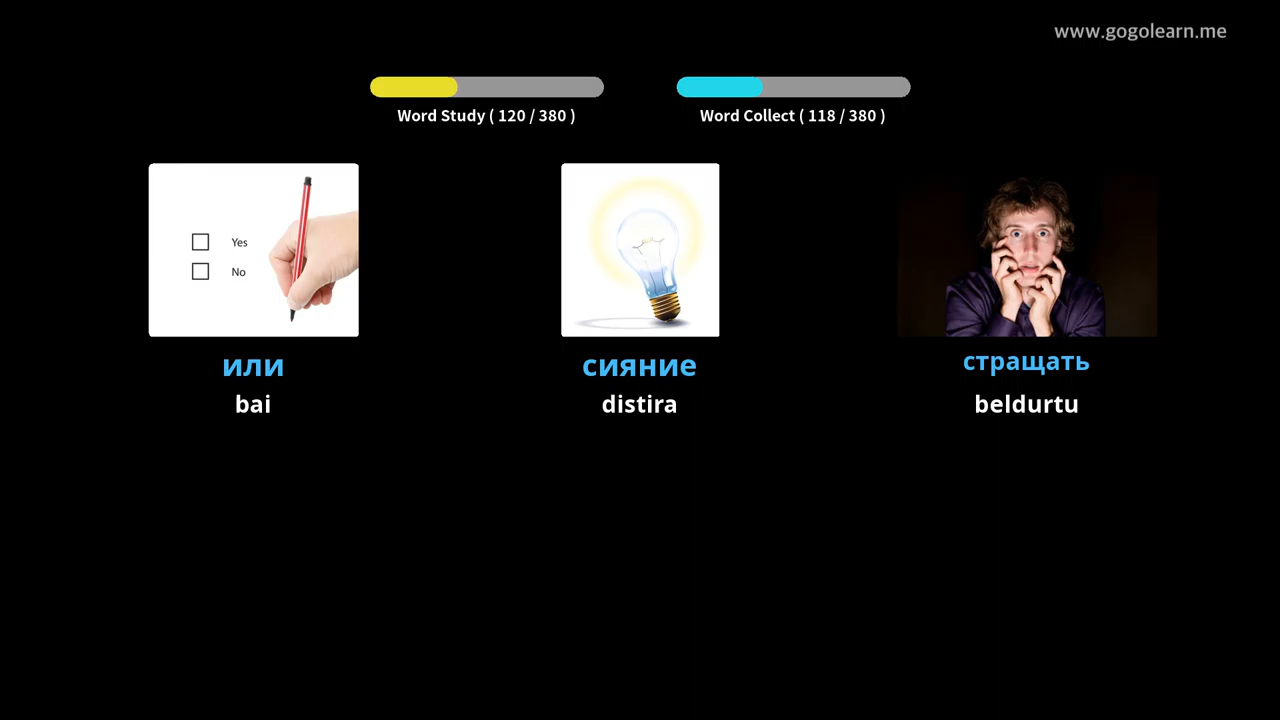 www.gogolearn.me
Word Study ( 120 / 380 )
Word Collect ( 118 / 380 )
Yes
No
или
сияние
стращать
bai
distira
beldurtu